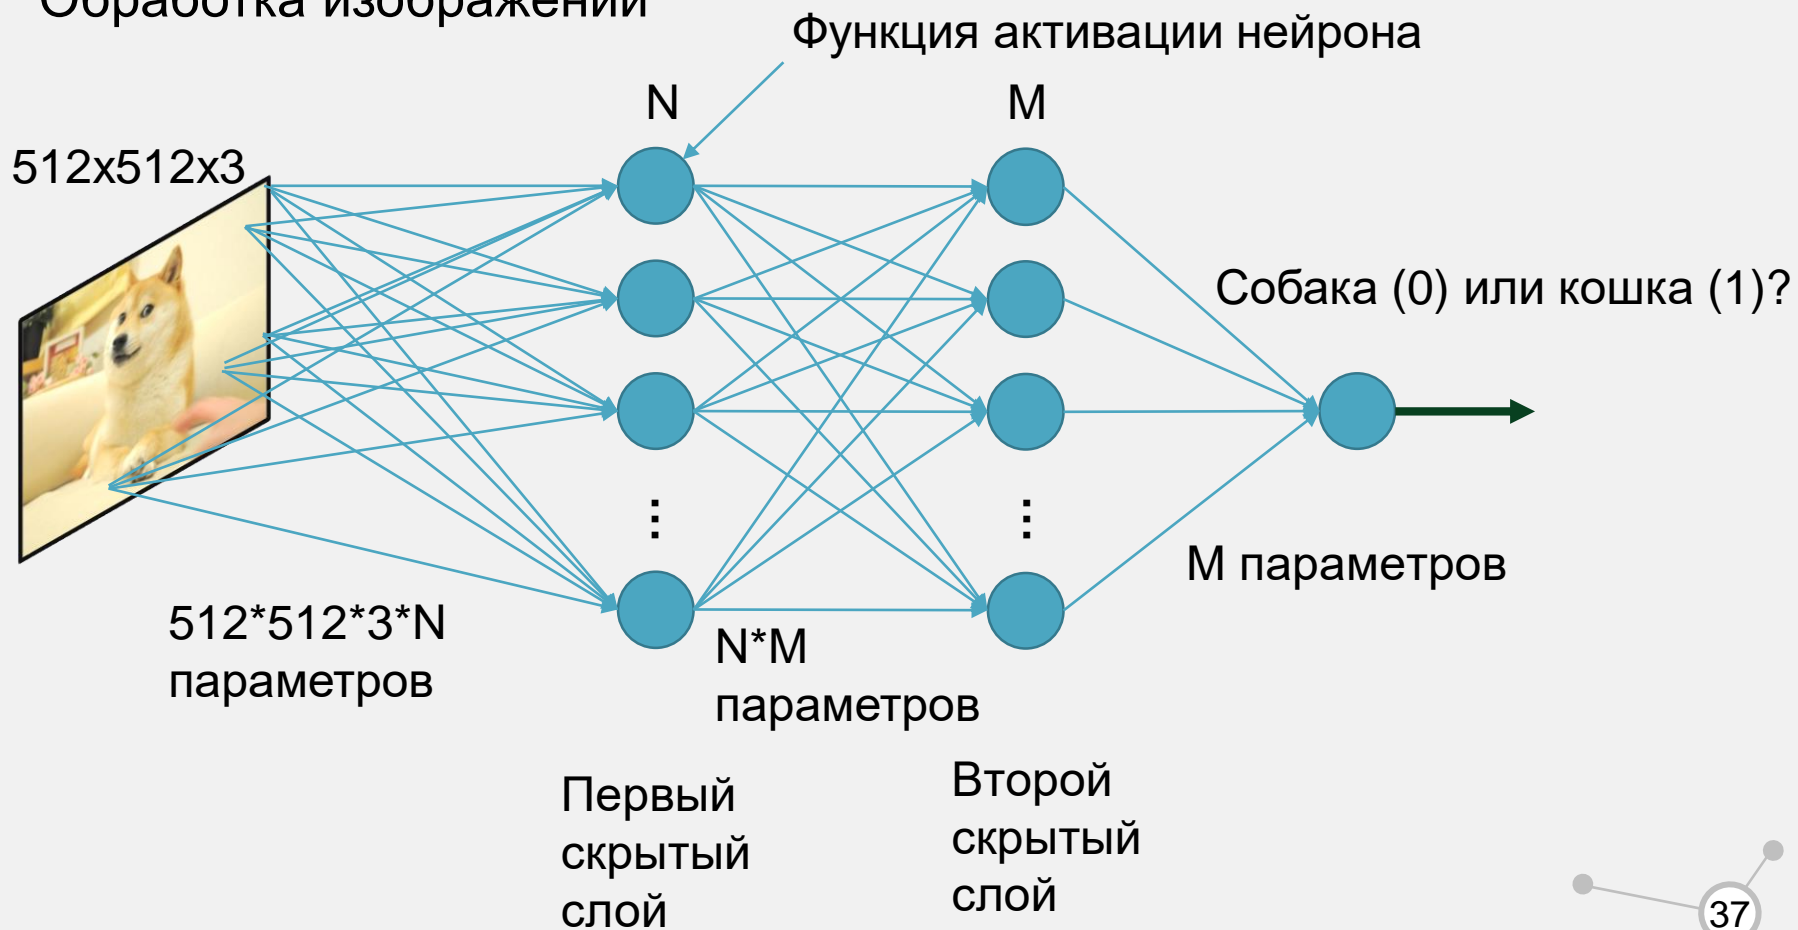 Обработка изображений
Функция активации нейрона
N
M
512x512x3
Собака (0) или кошка (1)?
M параметров
512*512*3*N
параметров
N*M
параметров
Первый
скрытый
слой
Второй
скрытый
слой
37